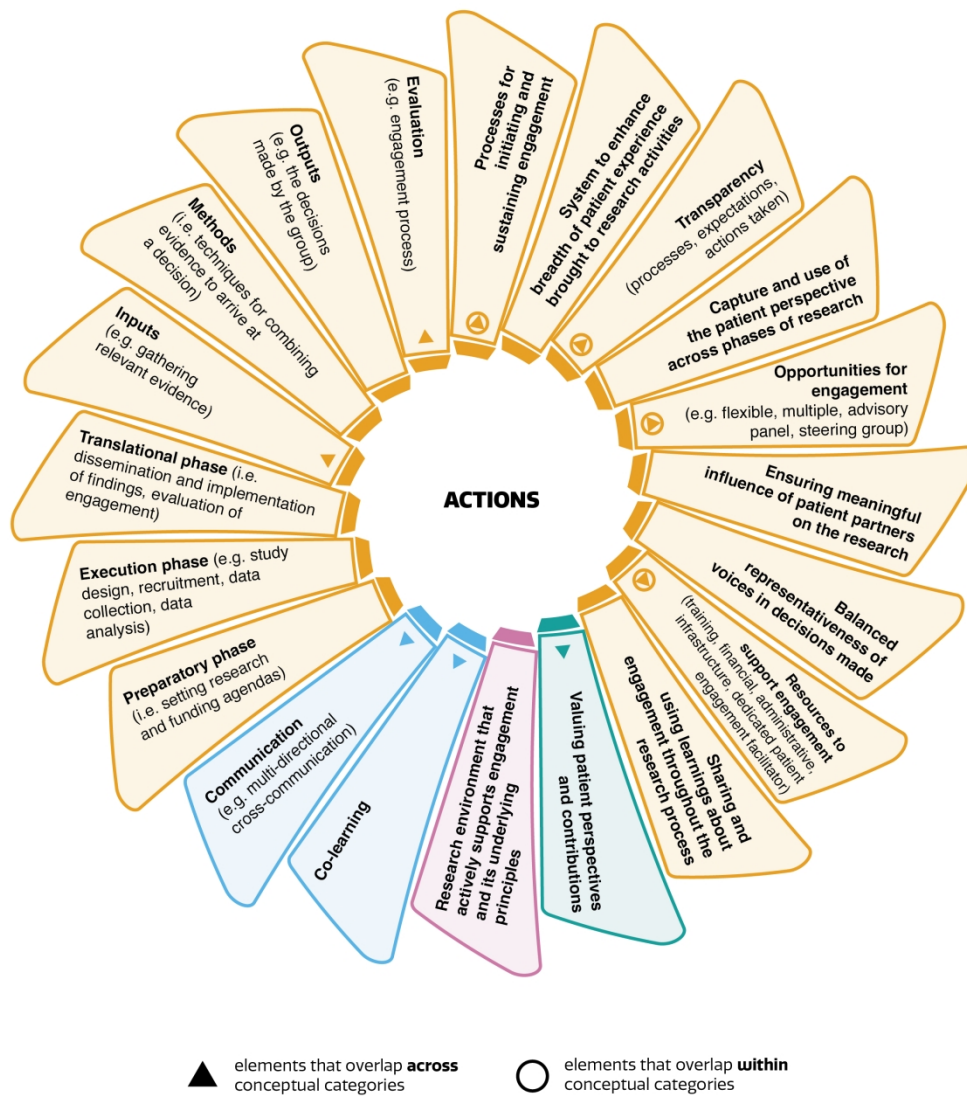 Processes for
initiating and
sustaining engagement
System to enhance
breadth of patient experience
brought to research activities
Transparency
(processes, expectations,
actions taken)
Capture and use of
the patient perspective
across phases of research
Opportunities for
engagement
(e.g. flexible, multiple, advisory
panel, steering group)
Ensuring meaningful
influence of patient partners
on the research
Balanced
representativeness of
voices in decisions made
Resources to
support engagement
(training, financial, administrative,
infrastructure, dedicated patient
engagement facilitator)
Sharing and
using learnings about
engagement throughout the
research process
Valuing patient perspectives
and contributions
Research environment that
actively supports engagement
and its underlying
principles
Co-learning
Communication
(e.g. multi-directional
cross-communication)
Preparatory phase
(i.e. setting research
and funding agendas)
Execution phase (e.g. study
design, recruitment, data
collection, data
analysis)
Translational phase (i.e.
dissemination and implementation
of findings, evaluation of
engagement)
Inputs
(e.g. gathering
relevant evidence)
Methods
(i.e. techniques for combining
evidence to arrive at
a decision)
Outputs
(e.g. the decisions
made by the group)
Evaluation
(e.g. engagement process)
ACTIONS
elements that overlap across
conceptual categories
elements that overlap within
conceptual categories